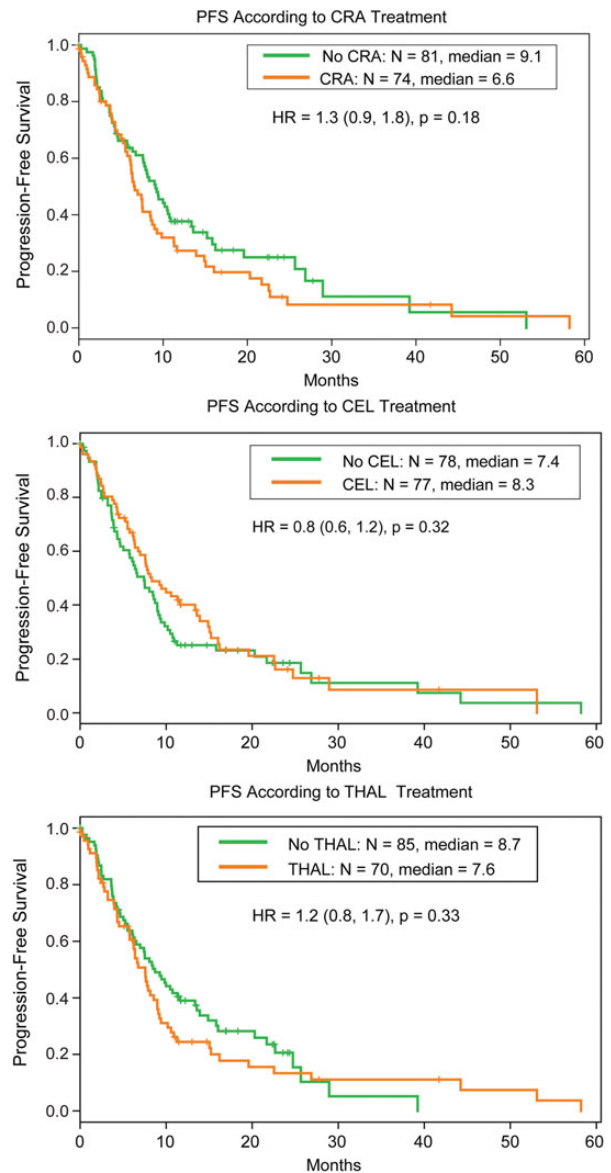 PFS According to CRA Treatment
No CRA: N = 81, median = 9.1
CRA: N = 74, median = 6.6
HR = 1.3 (0.9, 1.8), p = 0.18
Progression-Free Survival
1.0
0.8
0.6
0.4
0.2
0.0
0 10 20 30 40 50 60
Months
PFS According to CEL Treatment
No CEL: N = 78, median = 7.4
CEL: N = 77, median = 8.3
HR = 0.8 (0.6, 1.2), p = 0.32
Progression-Free Survival
1.0
0.8
0.6
0.4
0.2
0.0
0 10 20 30 40 50 60
Months
PFS According to THAL Treatment
No THAL: N = 85, median = 8.7
THAL: N = 70, median = 7.6
HR = 1.2 (0.8, 1.7), p = 0.33
Progression-Free Survival
1.0
0.8
0.6
0.4
0.2
0.0
0 10 20 30 40 50 60
Months